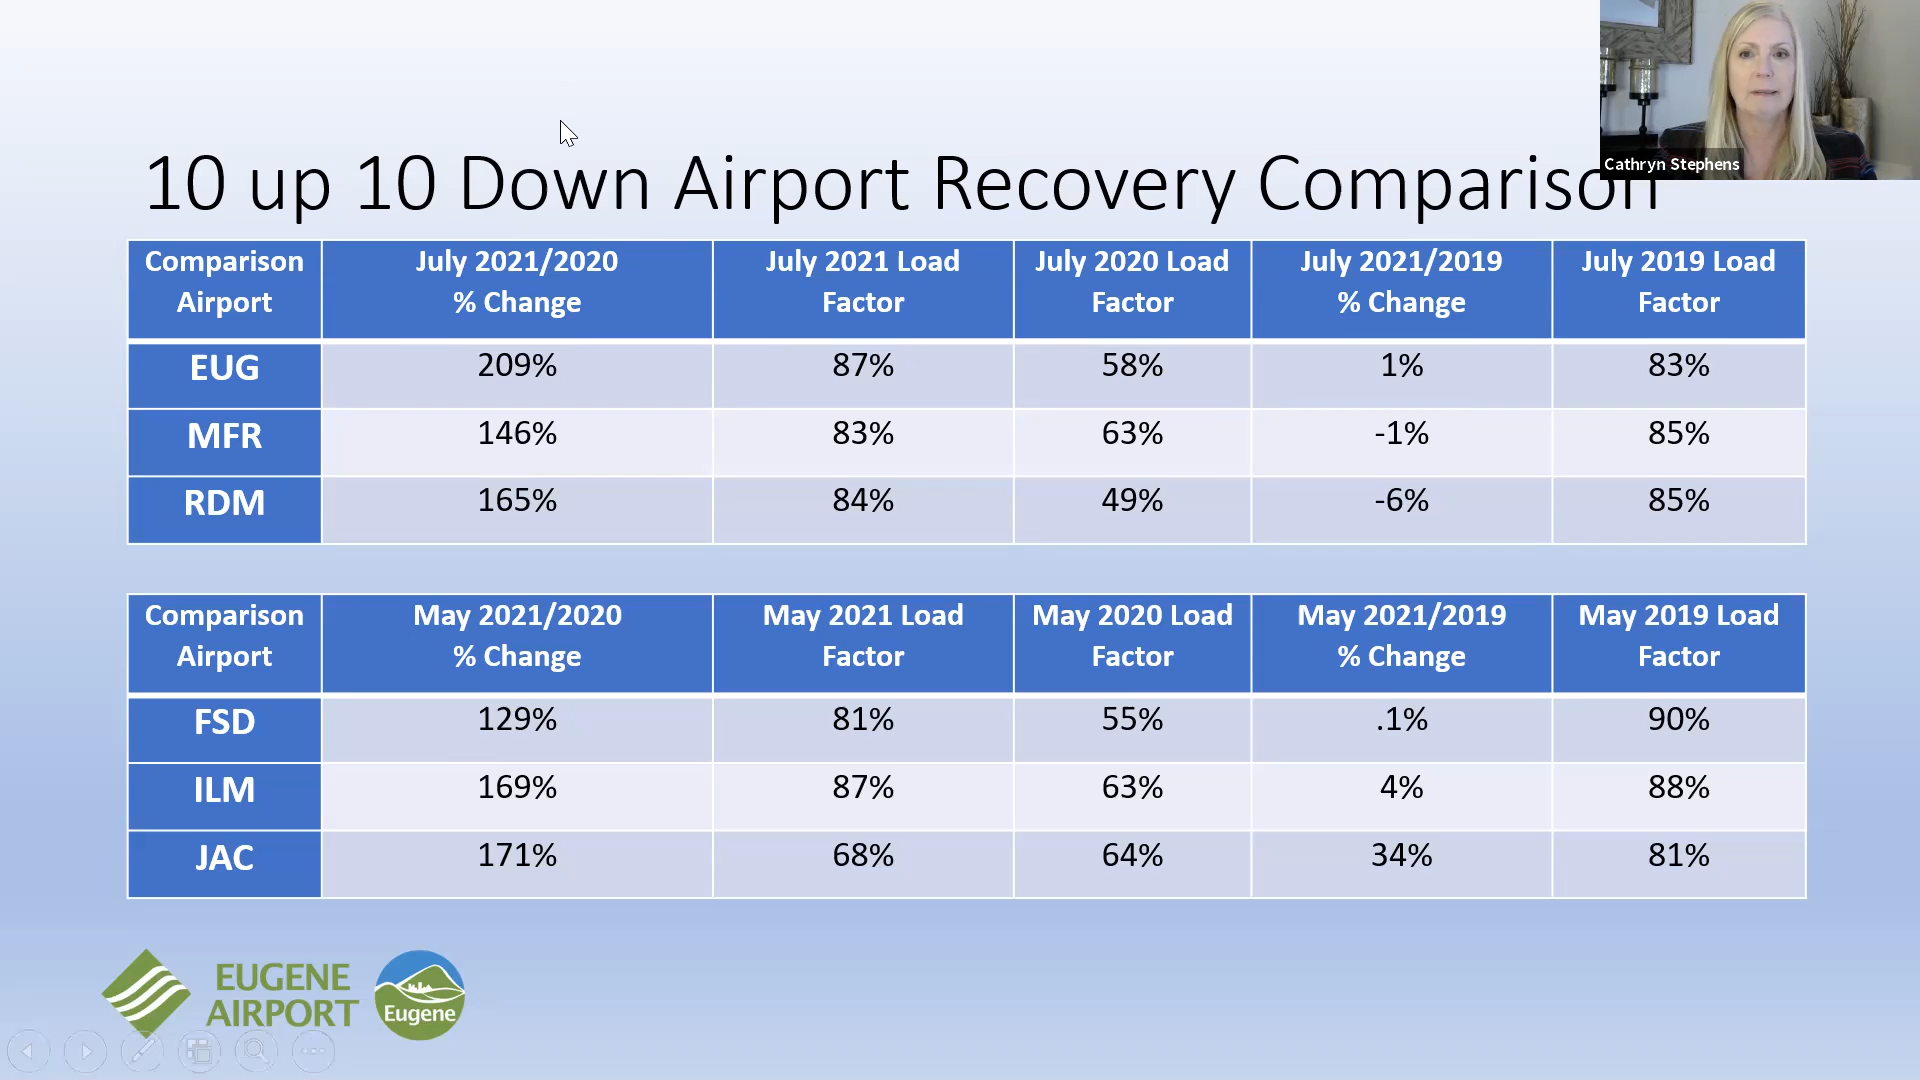 Cathryn Stephens
10 up 10 Down Airport Recovery Comparison
Comparison Airport | July 2021/2020 % Change | July 2021 Load Factor | July 2020 Load Factor | July 2021/2019 % Change | July 2019 Load Factor
EUG | 209% | 87% | 58% | 1% | 83%
MFR | 146% | 83% | 63% | -1% | 85%
RDM | 165% | 84% | 49% | -6% | 85%
Comparison Airport | May 2021/2020 % Change | May 2021 Load Factor | May 2020 Load Factor | May 2021/2019 % Change | May 2019 Load Factor
FSD | 129% | 81% | 55% | .1% | 90%
ILM | 169% | 87% | 63% | 4% | 88%
JAC | 171% | 68% | 64% | 34% | 81%
EUGENE
AIRPORT
Eugene